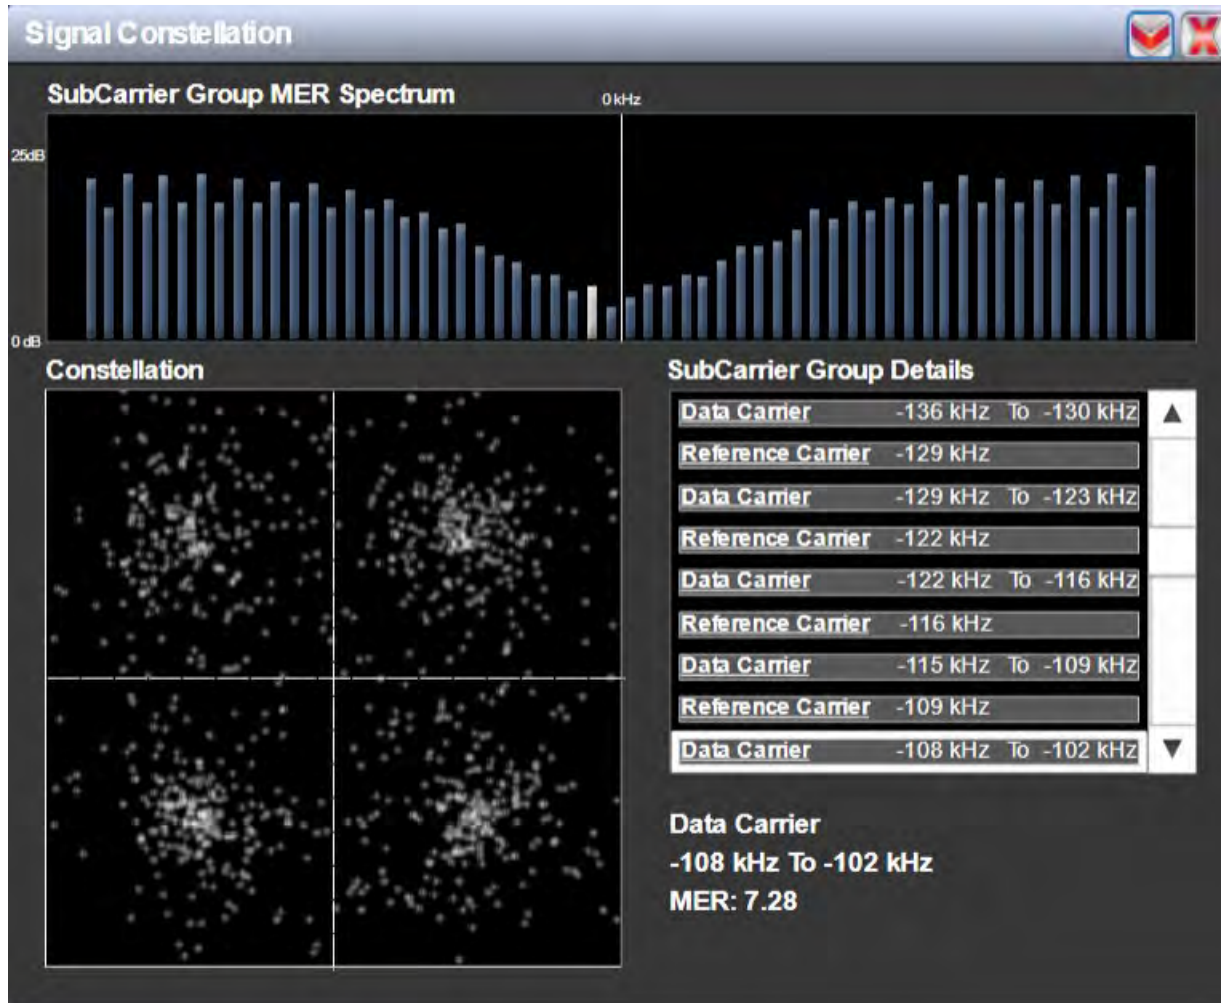 Signal Constellation
SubCarrier Group MER Spectrum
0 kHz
25dB
0 dB
Constellation
SubCarrier Group Details
Data Carrier -136 kHz To -130 kHz
Reference Carrier -129 kHz
Data Carrier -129 kHz To -123 kHz
Reference Carrier -122 kHz
Data Carrier -122 kHz To -116 kHz
Reference Carrier -116 kHz
Data Carrier -115 kHz To -109 kHz
Reference Carrier -109 kHz
Data Carrier -108 kHz To -102 kHz
Data Carrier
-108 kHz To -102 kHz
MER: 7.28